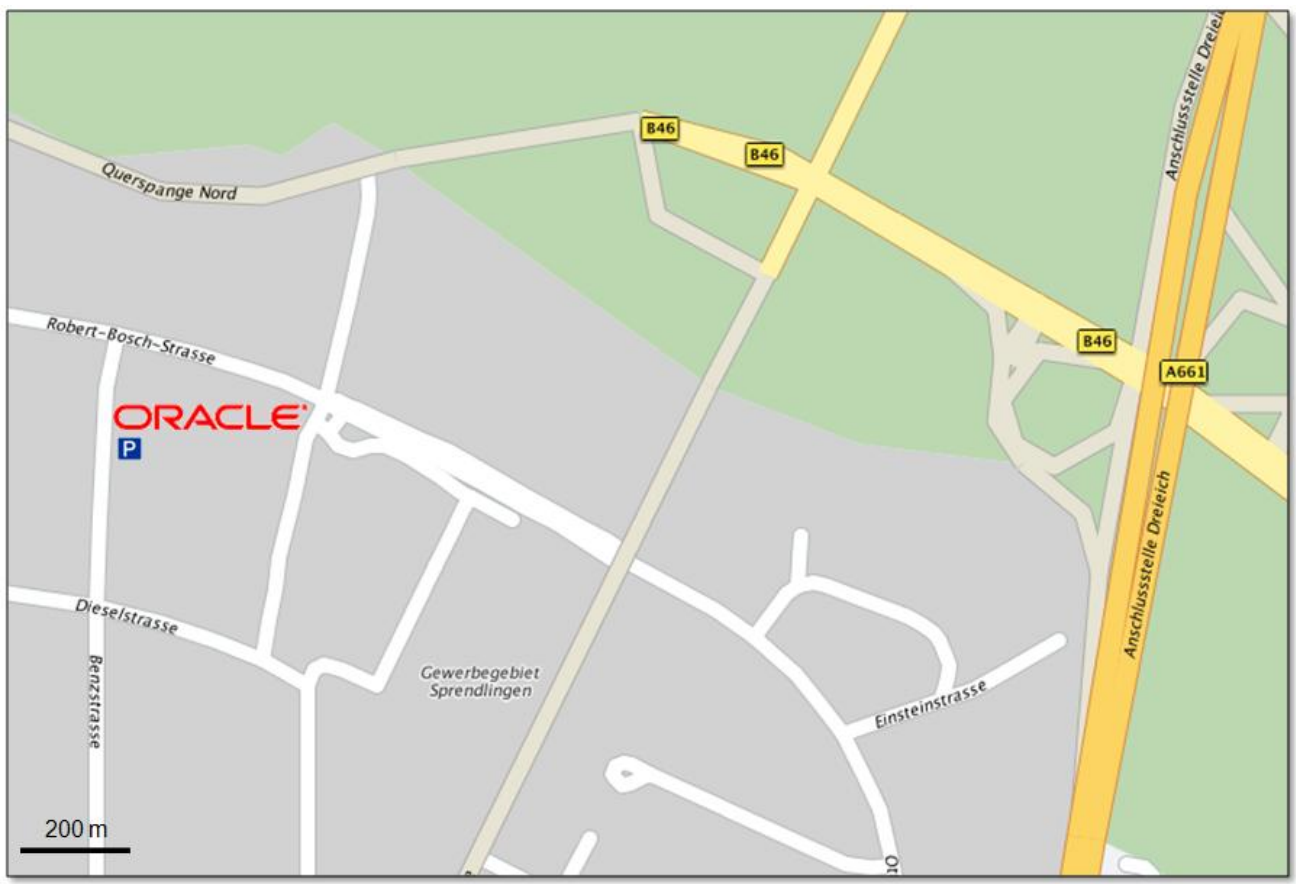 Anschlussstelle Dreieich
B46
B46
Querspange Nord
Robert-Bosch-Strasse
B46
A661
ORACLE
P
Anschlussstelle Dreieich
Dieselstrasse
Benzstrasse
Gewerbegebiet
Sprendlingen
Einsteinstrasse
200 m